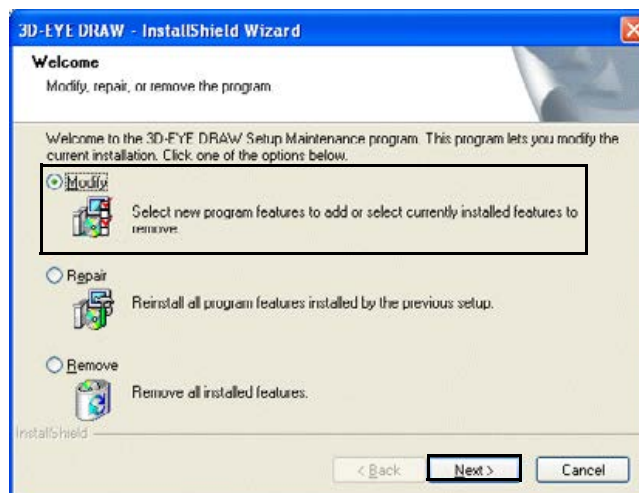 3D-EYE DRAW - InstallShield Wizard
Welcome
Modify, repair, or remove the program.
Welcome to the 3D-EYE DRAW Setup Maintenance program. This program lets you modify the
current installation. Click one of the options below.
Modify
Select new program features to add or select currently installed features to
remove.
Repair
Reinstall all program features installed by the previous setup.
Remove
Remove all installed features.
InstallShield
< Back
Next >
Cancel